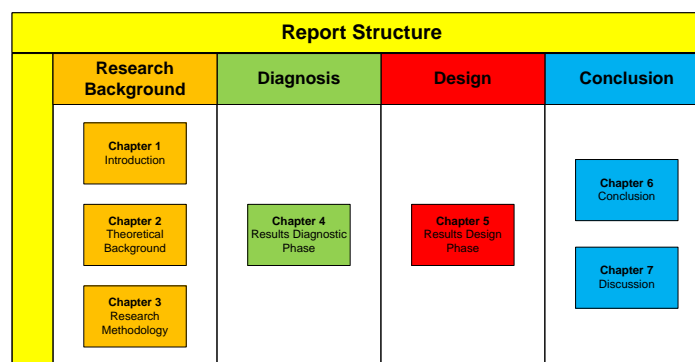 Report Structure
Research
Background
Diagnosis
Design
Conclusion
Chapter 1
Introduction
Chapter 2
Theoretical
Background
Chapter 3
Research
Methodology
Chapter 4
Results Diagnostic
Phase
Chapter 5
Results Design
Phase
Chapter 6
Conclusion
Chapter 7
Discussion